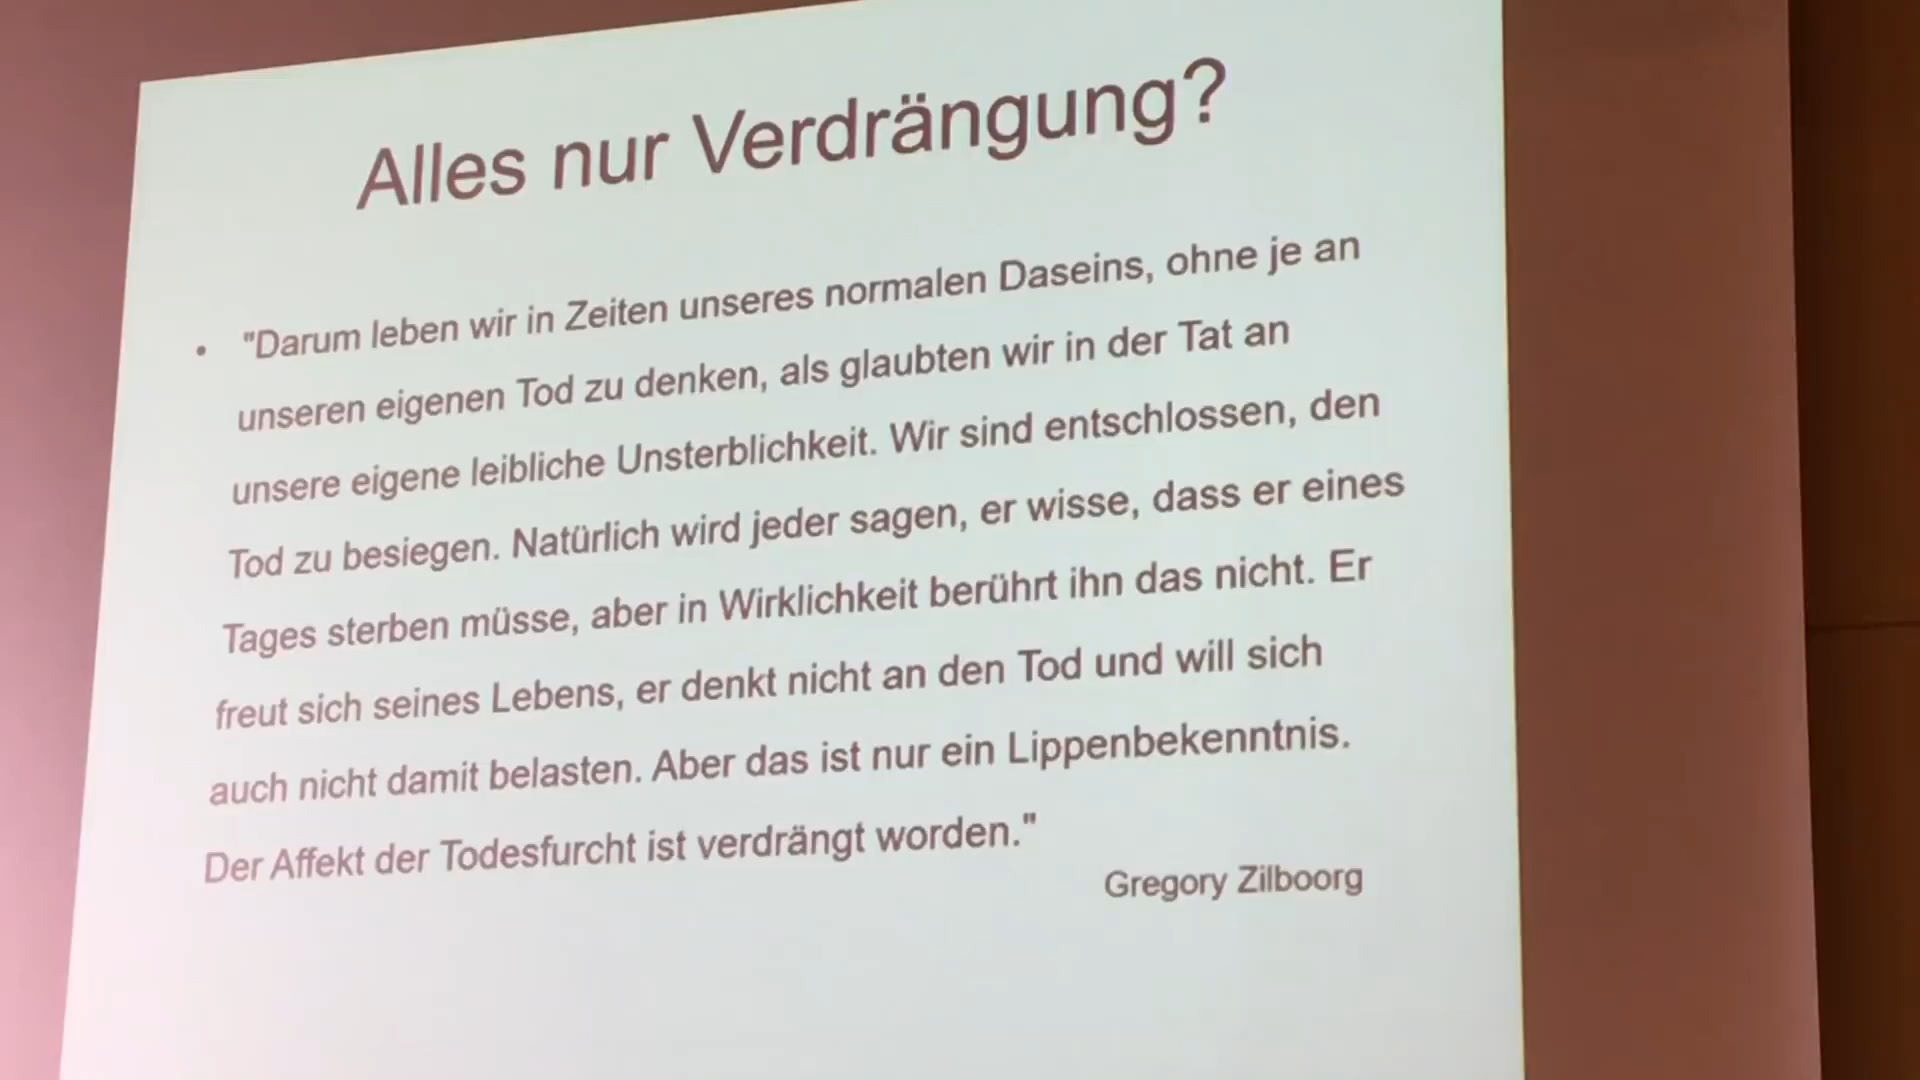 Alles nur Verdrängung?
• "Darum leben wir in Zeiten unseres normalen Daseins, ohne je an
unseren eigenen Tod zu denken, als glaubten wir in der Tat an
unsere eigene leibliche Unsterblichkeit. Wir sind entschlossen, den
Tod zu besiegen. Natürlich wird jeder sagen, er wisse, dass er eines
Tages sterben müsse, aber in Wirklichkeit berührt ihn das nicht. Er
freut sich seines Lebens, er denkt nicht an den Tod und will sich
auch nicht damit belasten. Aber das ist nur ein Lippenbekenntnis.
Der Affekt der Todesfurcht ist verdrängt worden."
Gregory Zilboorg